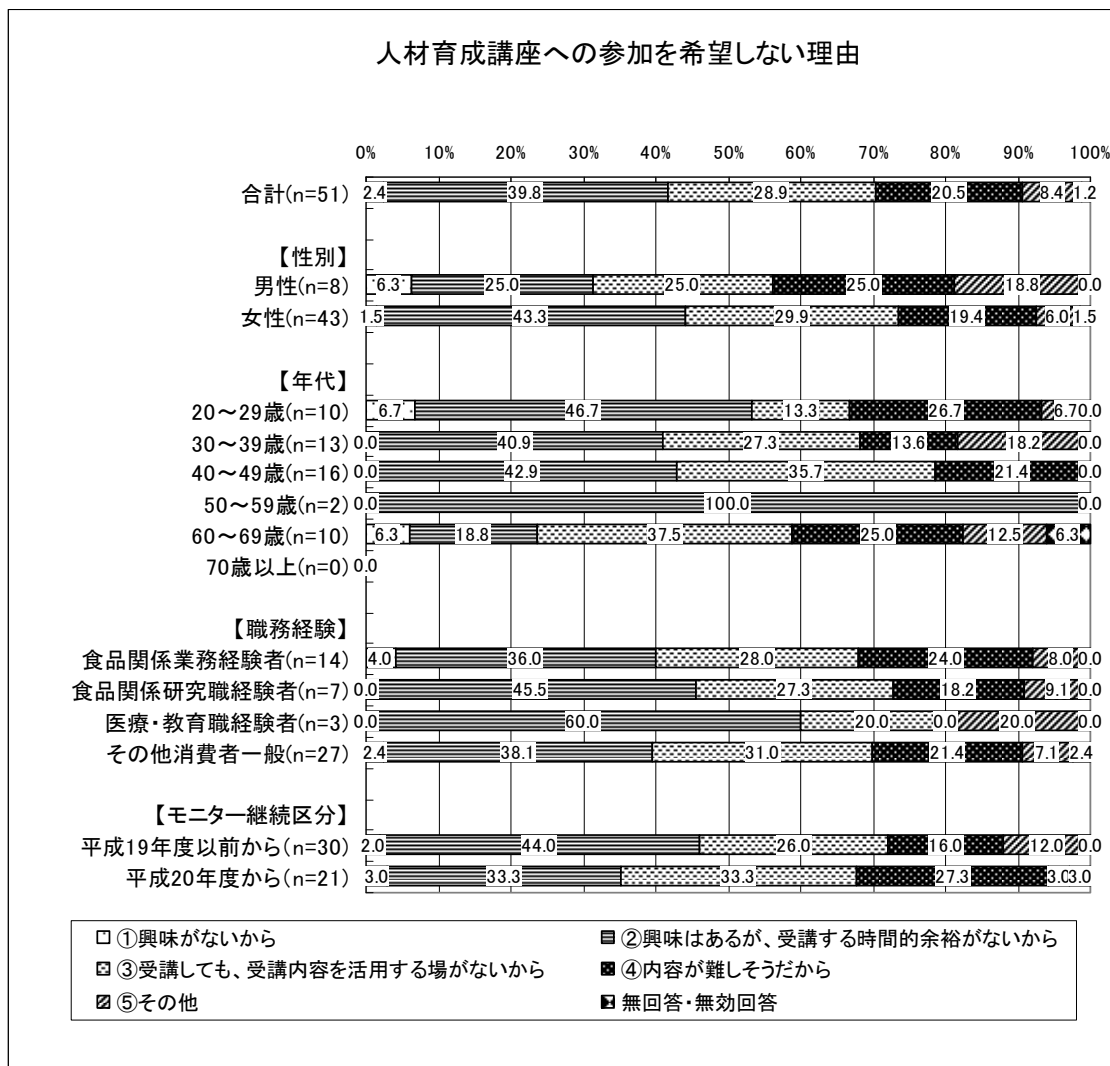 人材育成講座への参加を希望しない理由
0% 10% 20% 30% 40% 50% 60% 70% 80% 90% 100%
合計(n=51) 2.4 39.8 28.9 20.5 8.4 1.2
【性別】
男性(n=8) 6.3 25.0 25.0 25.0 18.8 0.0
女性(n=43) 1.5 43.3 29.9 19.4 6.0 1.5
【年代】
20～29歳(n=10) 6.7 46.7 13.3 26.7 6.7 0.0
30～39歳(n=13) 0.0 40.9 27.3 13.6 18.2 0.0
40～49歳(n=16) 0.0 42.9 35.7 21.4 0.0
50～59歳(n=2) 0.0 100.0 0.0
60～69歳(n=10) 6.3 18.8 37.5 25.0 12.5 6.3
70歳以上(n=0) 0.0
【職務経験】
食品関係業務経験者(n=14) 4.0 36.0 28.0 24.0 8.0 0.0
食品関係研究職経験者(n=7) 0.0 45.5 27.3 18.2 9.1 0.0
医療・教育職経験者(n=3) 0.0 60.0 20.0 0.0 20.0 0.0
その他消費者一般(n=27) 2.4 38.1 31.0 21.4 7.1 2.4
【モニター継続区分】
平成19年度以前から(n=30) 2.0 44.0 26.0 16.0 12.0 0.0
平成20年度から(n=21) 3.0 33.3 33.3 27.3 3.0 3.0
①興味がないから ②興味はあるが、受講する時間的余裕がないから
③受講しても、受講内容を活用する場がないから ④内容が難しそうだから
⑤その他 無回答・無効回答